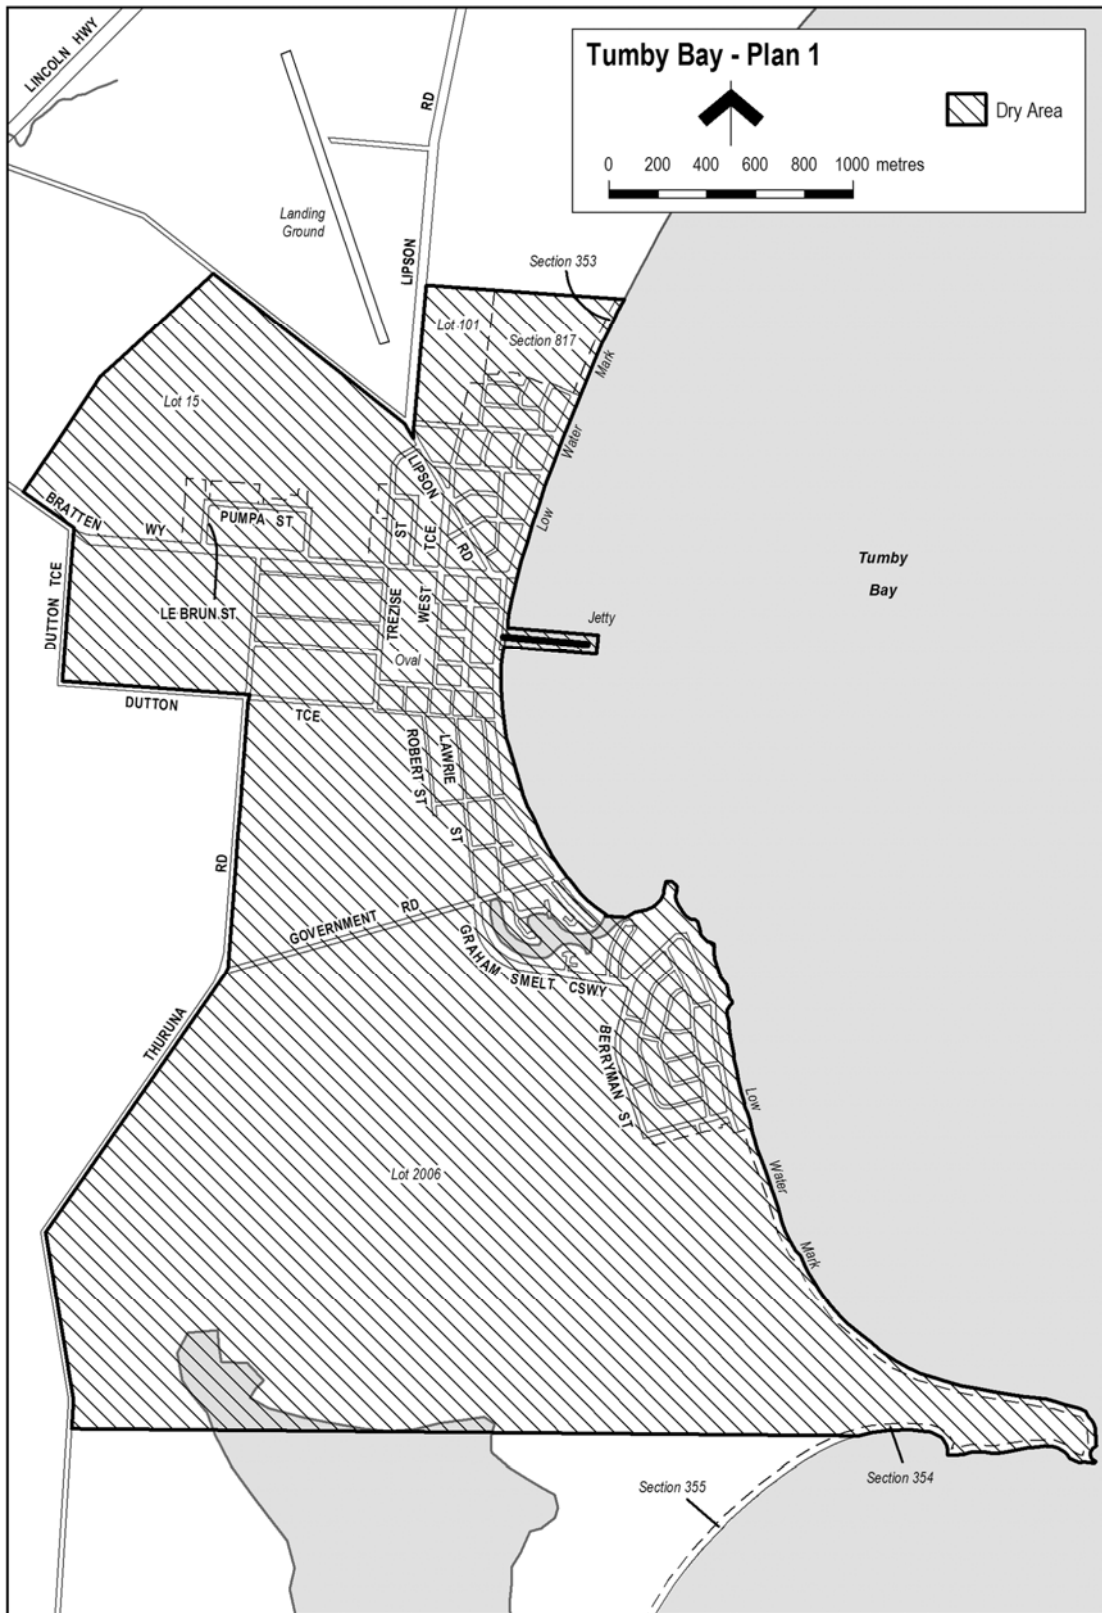 LINCOLN HWY
RD
Tumby Bay - Plan 1
Dry Area
0 200 400 600 800 1000 metres
Landing
Ground
LIPSON
Section 353
Lot 101
Section 817
Mark
Lot 15
Water
LIPSON
RD
BRATTEN
WY
PUMPA ST
ST
TCE
Low
Tumby
Bay
DUTTON TCE
LE BRUN ST
TREZISE
WEST
Jetty
Oval
DUTTON
TCE
ROBERT ST
LAWRIE
ST
RD
GOVERNMENT RD
GRAHAM SMELT CSWY
THURUNA
BERRYMAN ST
Low
Water
Mark
Lot 2006
Section 355
Section 354